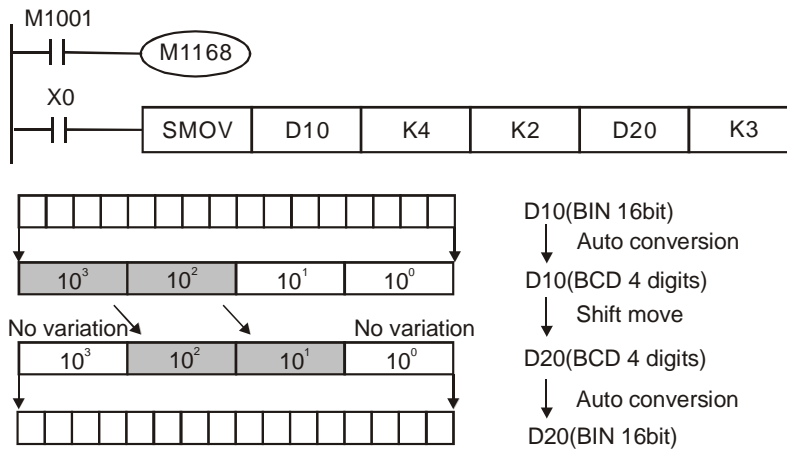 M1001
M1168
X0
SMOV D10 K4 K2 D20 K3
D10(BIN 16bit)
Auto conversion
10³ 10² 10¹ 10⁰
D10(BCD 4 digits)
Shift move
No variation No variation
10³ 10² 10¹ 10⁰
D20(BCD 4 digits)
Auto conversion
D20(BIN 16bit)